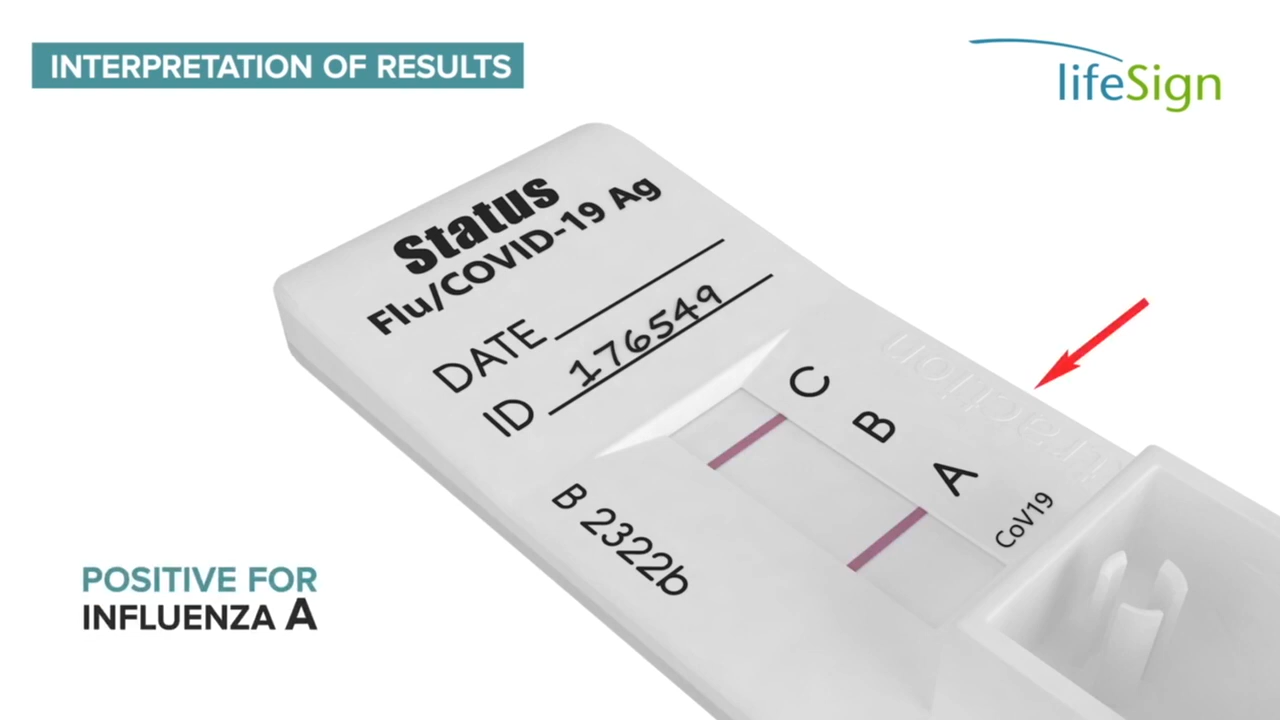 INTERPRETATION OF RESULTS
lifeSign
Status
Flu/COVID-19 Ag
DATE
ID 176549
C
B
A
CoV19
B 2322b
POSITIVE FOR
INFLUENZA A